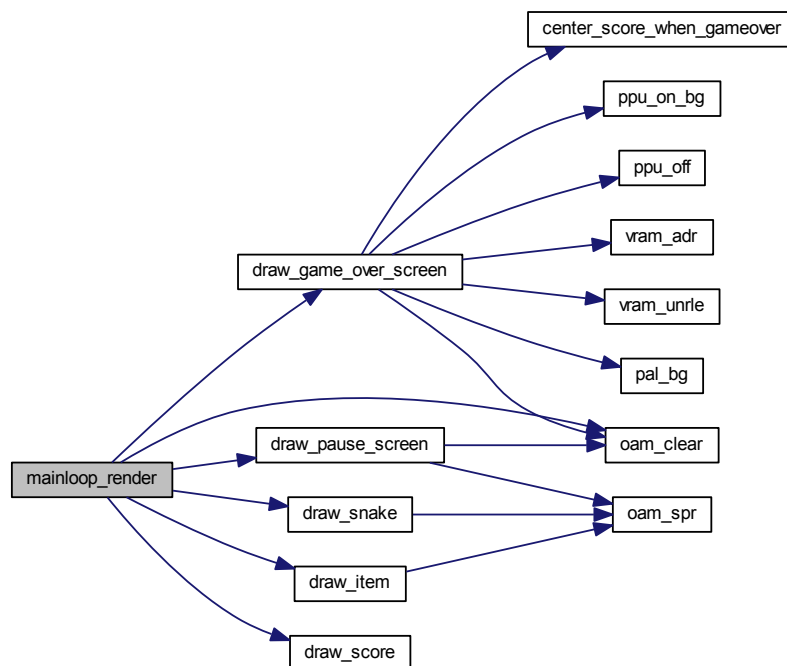 center_score_when_gameover
ppu_on_bg
ppu_off
vram_adr
draw_game_over_screen
vram_unrle
pal_bg
draw_pause_screen
oam_clear
mainloop_render
draw_snake
oam_spr
draw_item
draw_score